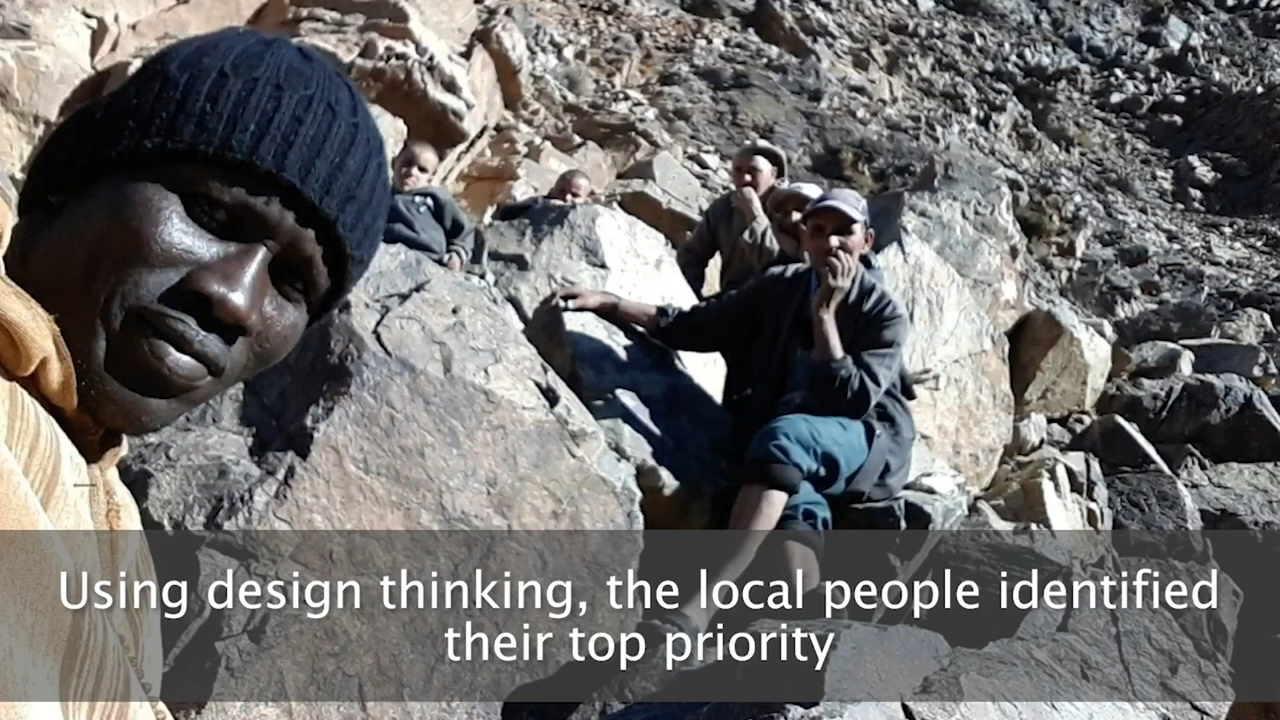 Using design thinking, the local people identified
their top priority